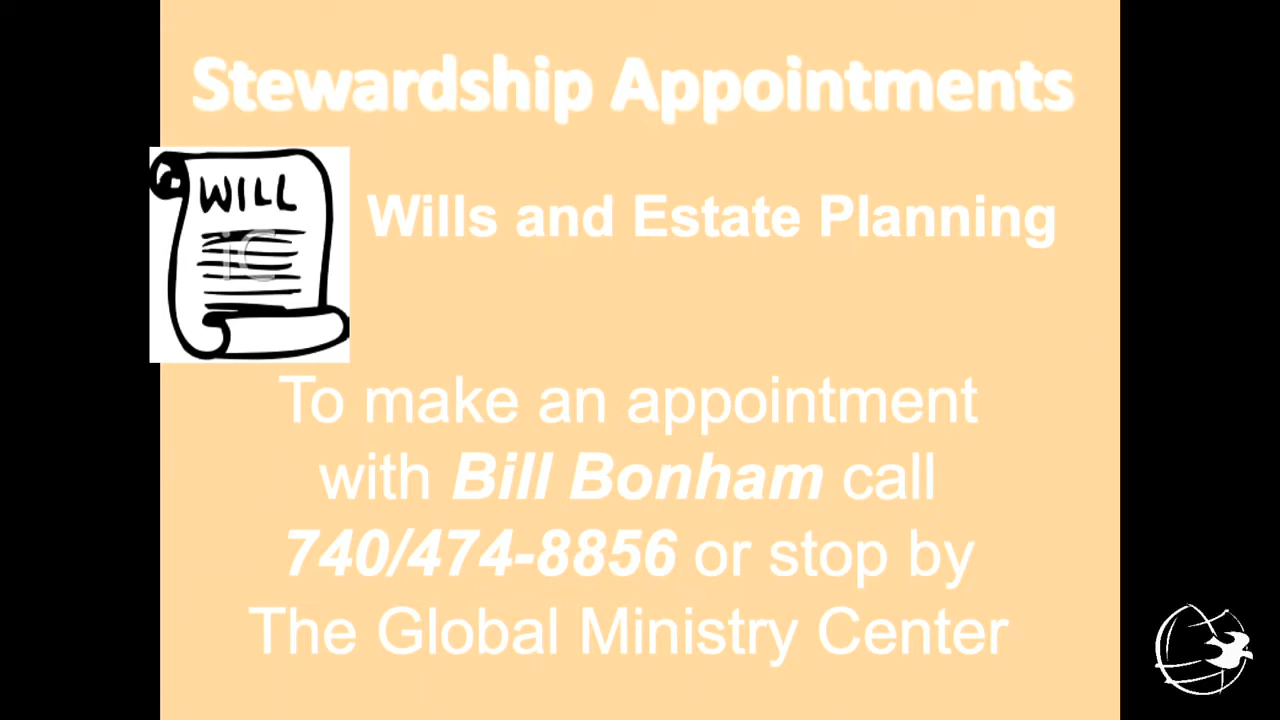 Stewardship Appointments
WILL
iC
Wills and Estate Planning
To make an appointment
with Bill Bonham call
740/474-8856 or stop by
The Global Ministry Center